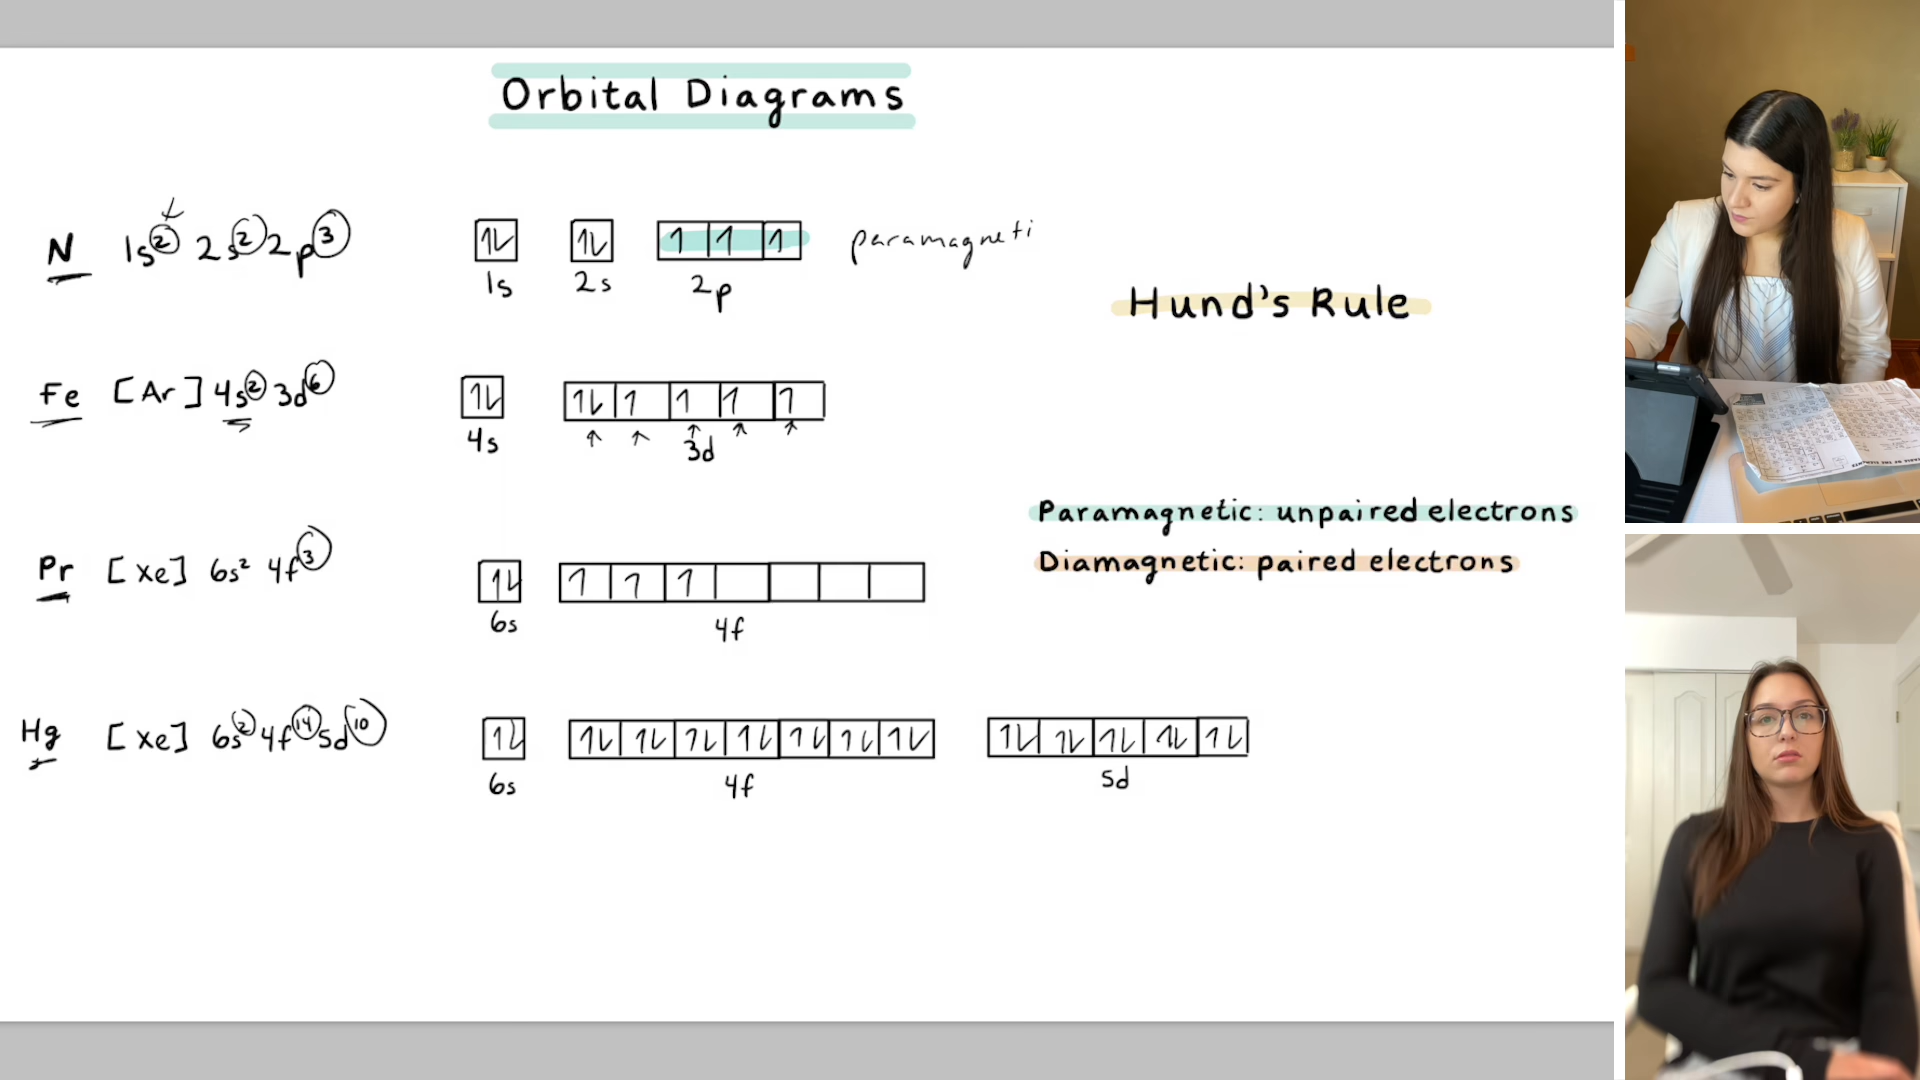 Orbital Diagrams
N 1s² 2s² 2p³ 1s 2s 2p paramagneti
Hund's Rule
Fe [Ar] 4s² 3d⁶ 4s 3d
Paramagnetic: unpaired electrons
Diamagnetic: paired electrons
Pr [Xe] 6s² 4f³ 6s 4f
Hg [Xe] 6s² 4f¹⁴ 5d¹⁰ 6s 4f 5d